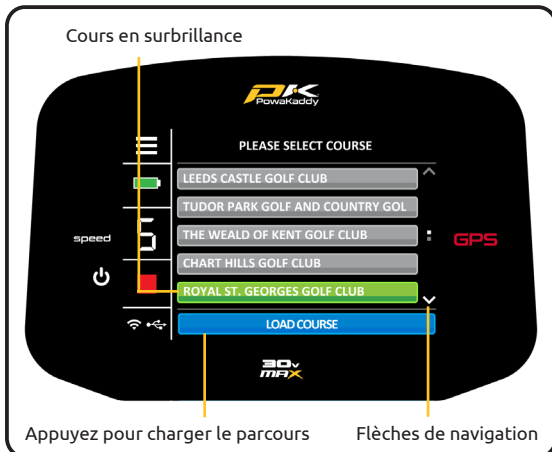 Cours en surbrillance
PK
PowaKaddy
PLEASE SELECT COURSE
LEEDS CASTLE GOLF CLUB
TUDOR PARK GOLF AND COUNTRY GOL
speed
5
THE WEALD OF KENT GOLF CLUB
GPS
CHART HILLS GOLF CLUB
ROYAL ST. GEORGES GOLF CLUB
LOAD COURSE
30V
MAX
Appuyez pour charger le parcours
Flèches de navigation